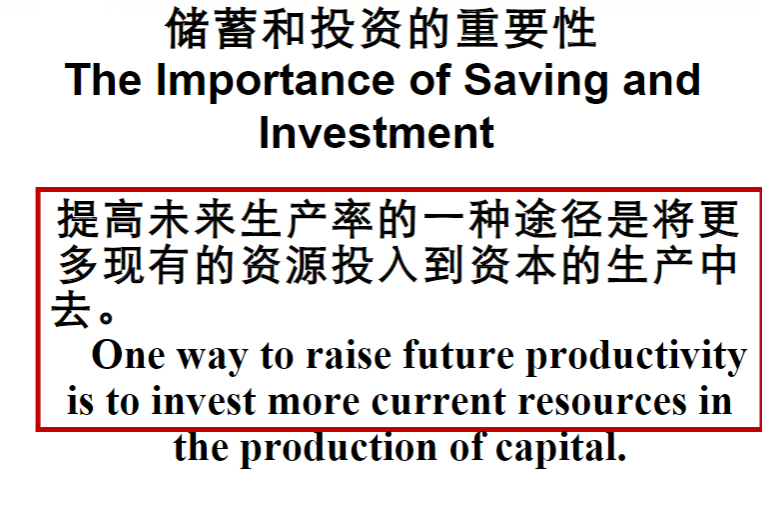 储蓄和投资的重要性
The Importance of Saving and
Investment
提高未来生产率的一种途径是将更
多现有的资源投入到资本的生产中
去。
One way to raise future productivity
is to invest more current resources in
the production of capital.